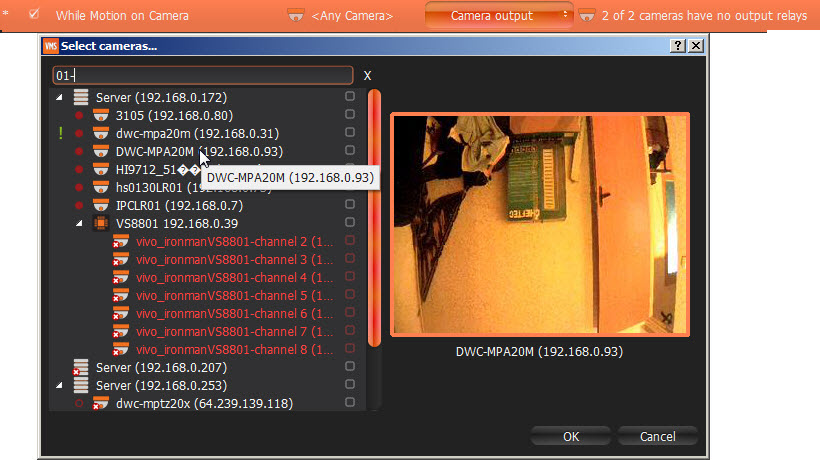 * While Motion on Camera <Any Camera> Camera output 2 of 2 cameras have no output relays
VMS Select cameras... ?
01- X
Server (192.168.0.172)
3105 (192.168.0.80)
! dwc-mpa20m (192.168.0.31)
DWC-MPA20M (192.168.0.93)
HI9712_51��
DWC-MPA20M (192.168.0.93)
hs0130LR01
IPCLR01 (192.168.0.7)
VS8801 192.168.0.39
vivo_ironmanVS8801-channel 2 (1...
vivo_ironmanVS8801-channel 3 (1...
vivo_ironmanVS8801-channel 4 (1...
vivo_ironmanVS8801-channel 5 (1...
vivo_ironmanVS8801-channel 6 (1...
vivo_ironmanVS8801-channel 7 (1...
vivo_ironmanVS8801-channel 8 (1...
Server (192.168.0.207)
Server (192.168.0.253)
dwc-mptz20x (64.239.139.118)
CHIEFTEC
DWC-MPA20M (192.168.0.93)
OK Cancel